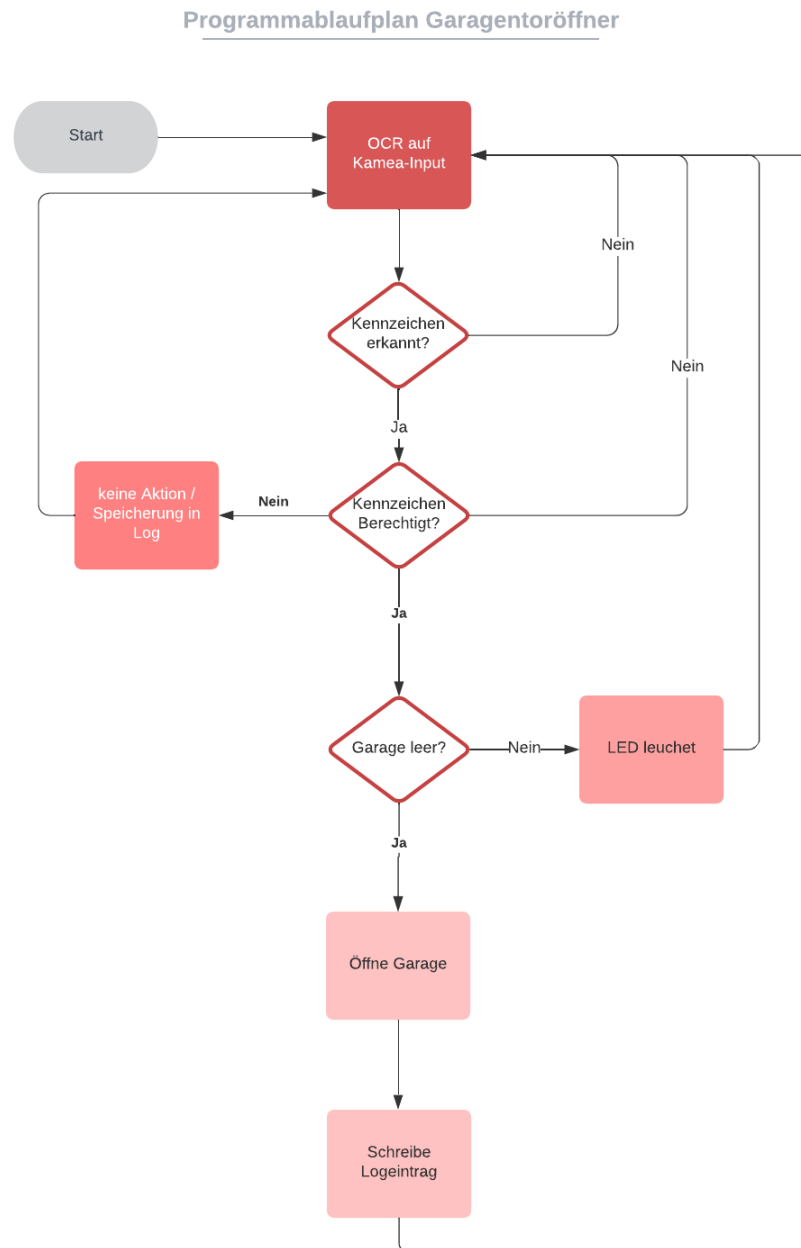 Programmablaufplan Garagentoröffner
Start
OCR auf
Kamea-Input
Nein
Kennzeichen
erkannt?
Nein
Ja
keine Aktion /
Speicherung in
Log
Nein
Kennzeichen
Berechtigt?
Ja
Garage leer?
Nein
LED leuchet
Ja
Öffne Garage
Schreibe
Logeintrag